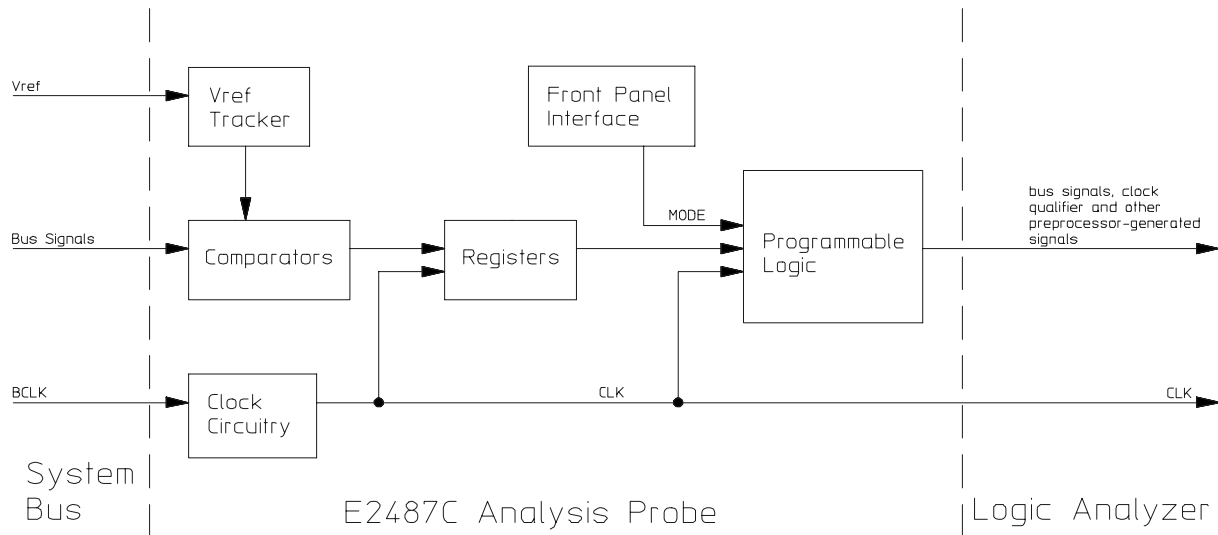 Vref
Vref
Tracker
Front Panel
Interface
Bus Signals
Comparators
Registers
MODE
Programmable
Logic
bus signals, clock
qualifier and other
preprocessor-generated
signals
BCLK
Clock
Circuitry
CLK
CLK
System
Bus
E2487C Analysis Probe
Logic Analyzer